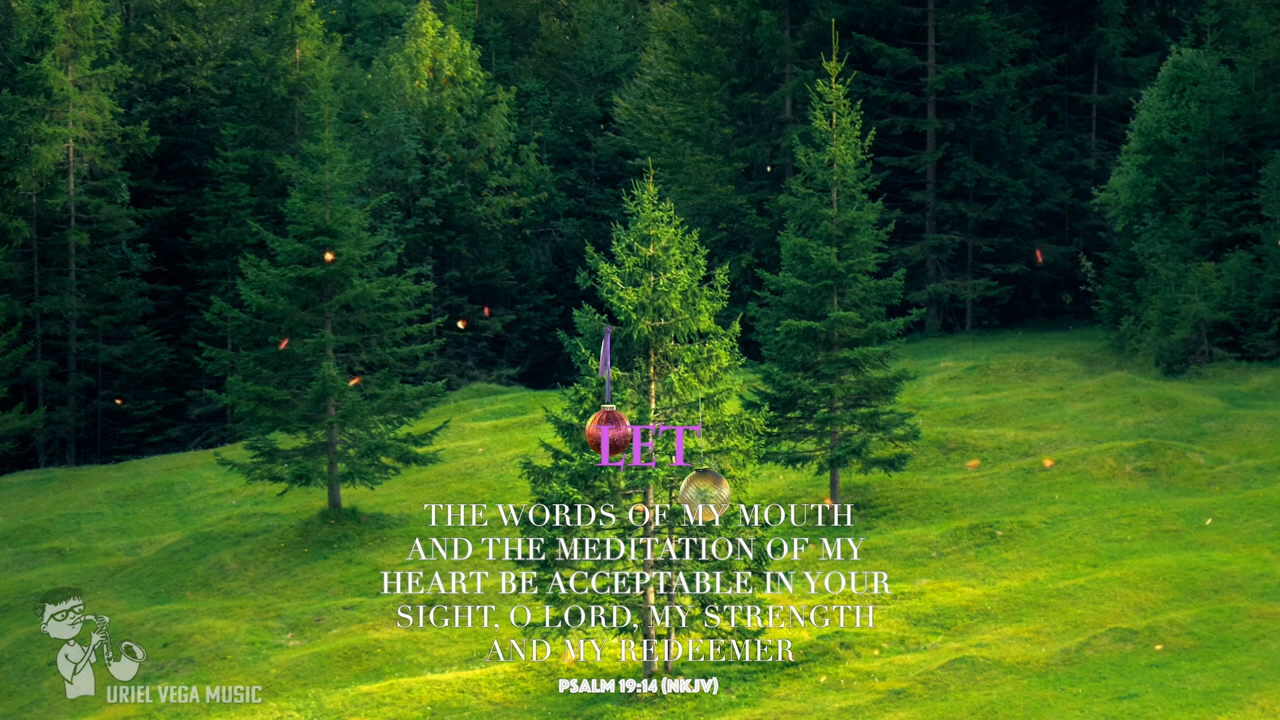 LET
THE WORDS OF MY MOUTH
AND THE MEDITATION OF MY
HEART BE ACCEPTABLE IN YOUR
SIGHT, O LORD, MY STRENGTH
AND MY REDEEMER
PSALM 19:14 (NKJV)
URIEL VEGA MUSIC